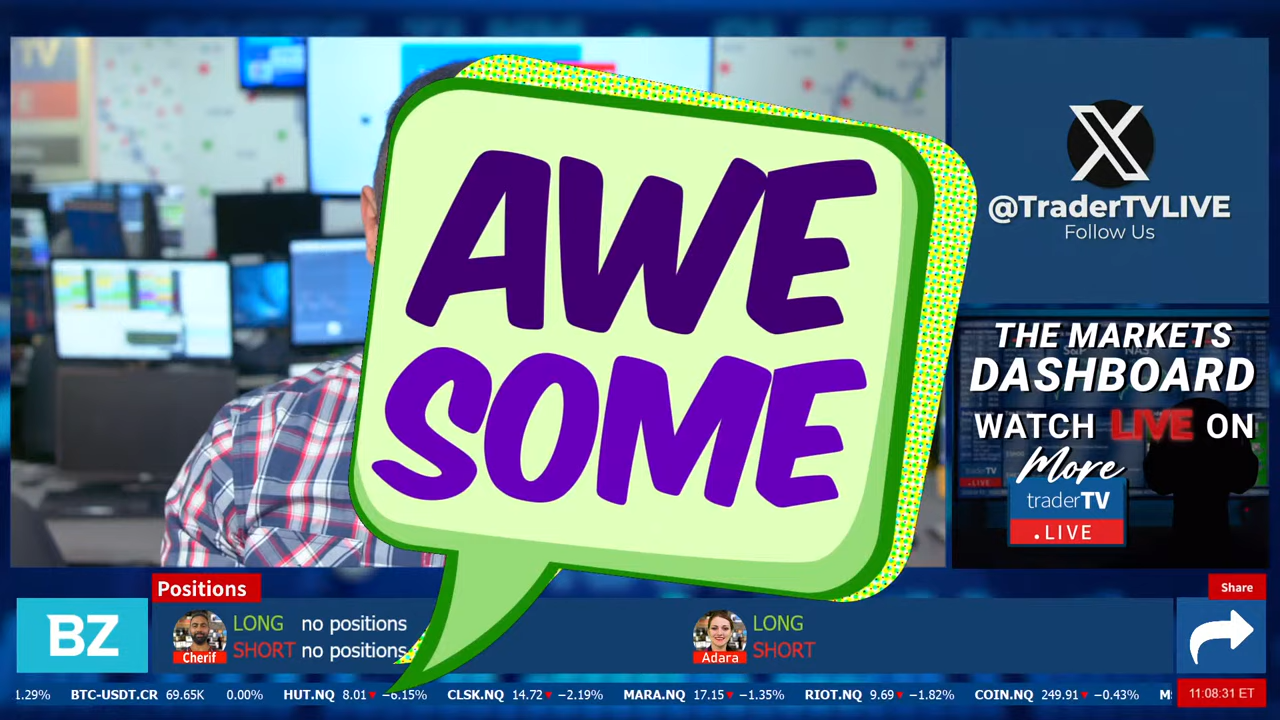 TV
E
AWE
SOME
@TraderTVLIVE
Follow Us
THE MARKETS
DASHBOARD
WATCH LIVE ON
More
traderTV
.LIVE
Positions
Share
BZ
Cherif
LONG no positions
SHORT no positions
Adara
LONG
SHORT
1.29% BTC-USDT.CR 69.65K 0.00% HUT.NQ 8.01▼ -6.15% CLSK.NQ 14.72▼ -2.19% MARA.NQ 17.15▼ -1.35% RIOT.NQ 9.69▼ -1.82% COIN.NQ 249.91▼ -0.43%
11:08:31 ET